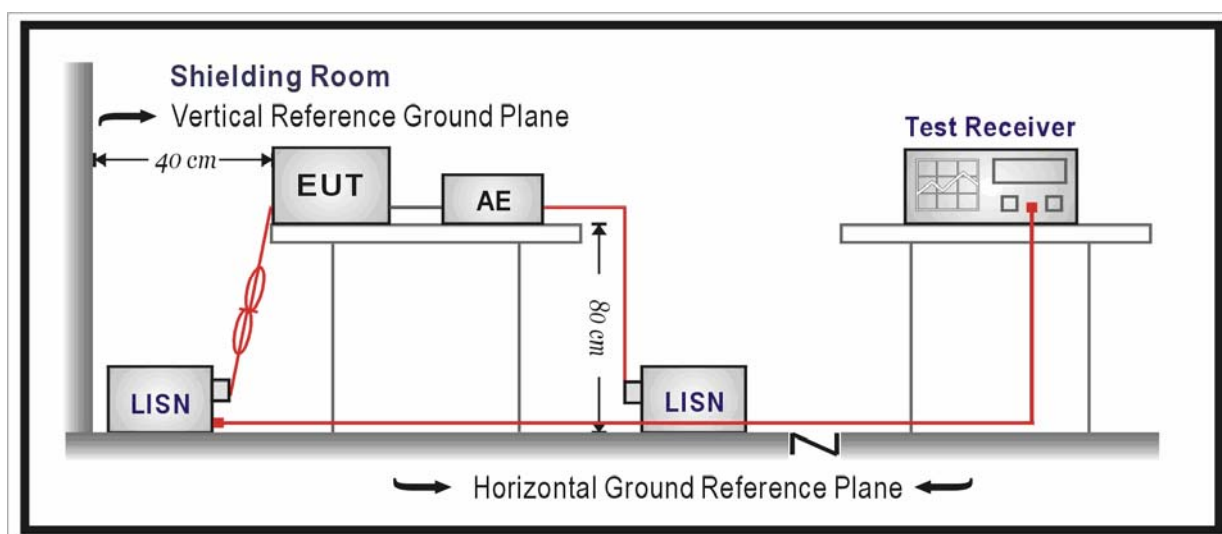 Shielding Room
Vertical Reference Ground Plane
Test Receiver
40 cm
EUT
AE
80 cm
LISN
LISN
Horizontal Ground Reference Plane